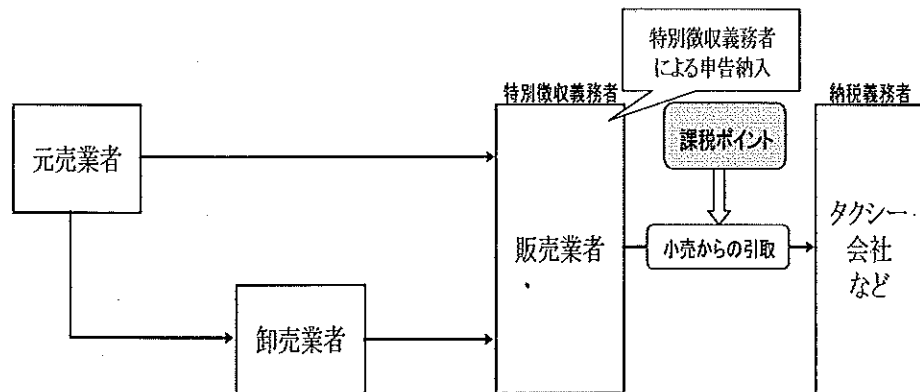 特別徴収義務者
による申告納入
特別徴収義務者
納税義務者
課税ポイント
元売業者
販売業者
小売からの引取
タクシー
会社
など
卸売業者